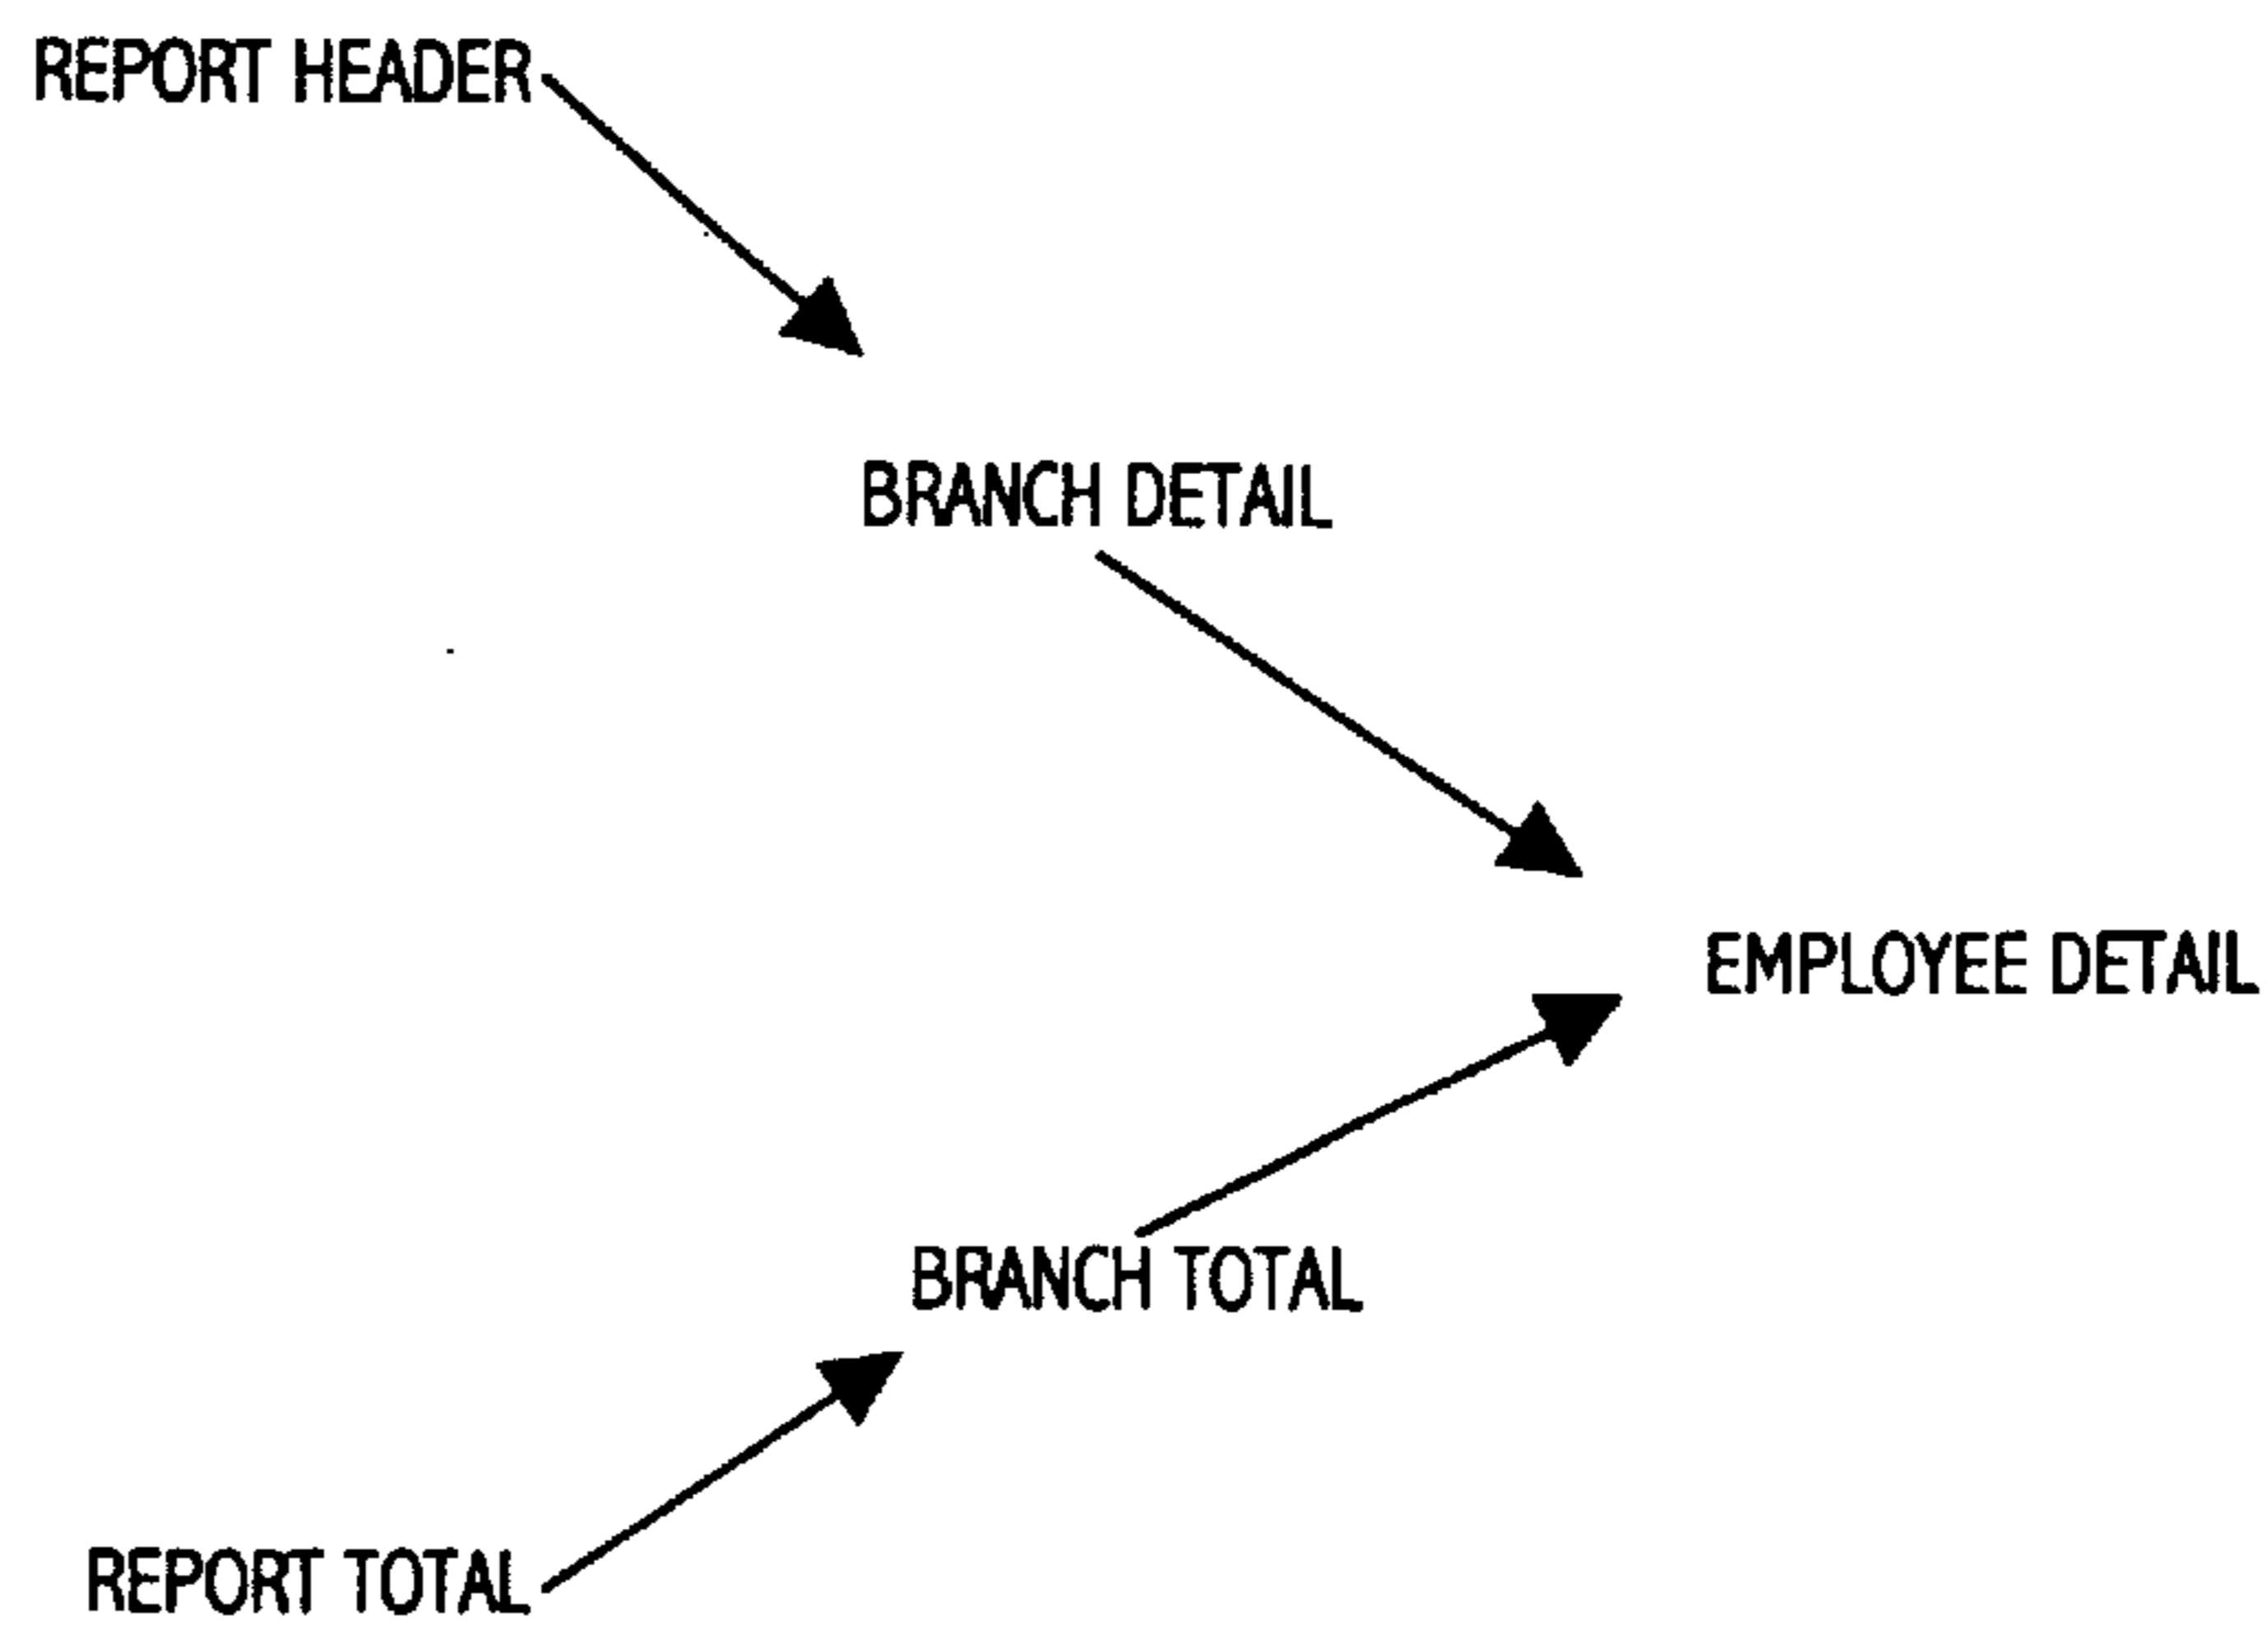 REPORT HEADER
BRANCH DETAIL
EMPLOYEE DETAIL
BRANCH TOTAL
REPORT TOTAL